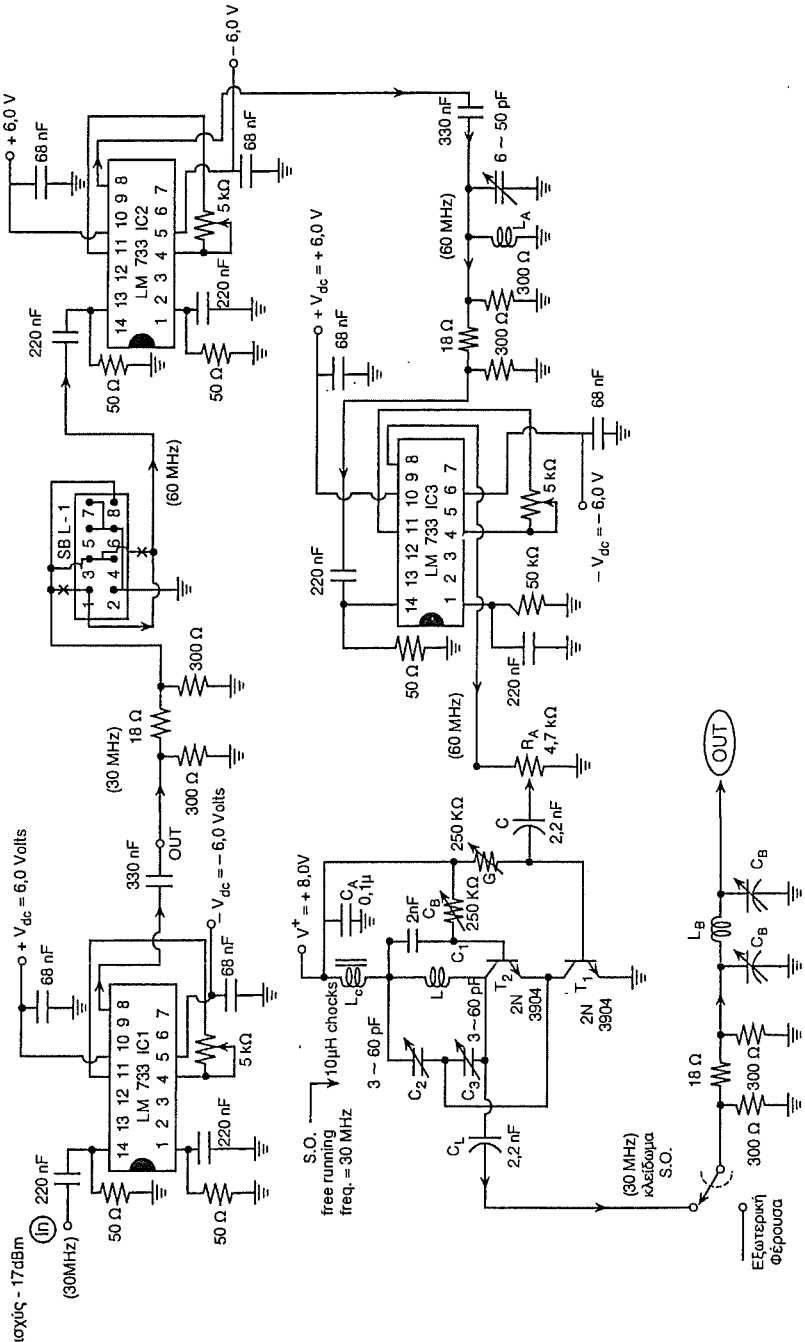 ισχύς - 17dBm
in
(30MHz)
220 nF
50 Ω
50 Ω
220 nF
14 13 12 11 10 9 8
LM 733 IC1
1 2 3 4 5 6 7
5 kΩ
68 nF
+ Vdc = 6,0 Volts
68 nF
- Vdc = - 6,0 Volts
330 nF
OUT
(30 MHz)
18 Ω
300 Ω
300 Ω
SB L - 1
1 3 5 7
2 4 6 8
(60 MHz)
220 nF
50 Ω
50 Ω
220 nF
14 13 12 11 10 9 8
LM 733 IC2
1 2 3 4 5 6 7
5 kΩ
+ 6,0 V
68 nF
68 nF
- 6,0 V
330 nF
6 ~ 50 pF
LA
(60 MHz)
18 Ω
300 Ω
300 Ω
+ Vdc = + 6,0 V
68 nF
220 nF
50 Ω
14 13 12 11 10 9 8
LM 733 IC3
1 2 3 4 5 6 7
5 kΩ
50 kΩ
220 nF
68 nF
- Vdc = - 6,0 V
(60 MHz)
RA
4,7 kΩ
C
2,2 nF
S.O.
free running
freq. = 30 MHz
10μH chocks
V+ = + 8,0V
CA
0,1μ
Lc
2nF
CB
250 KΩ
250 KΩ
G
C1
L
3 ~ 60 pF
C2
3 ~ 60 pF
C3
T2
2N
3904
T1
2N
3904
CL
2,2 nF
(30 MHz)
κλείδωμα
S.O.
Εξωτερική
Φέρουσα
300 Ω
18 Ω
300 Ω
LB
CB
CB
OUT